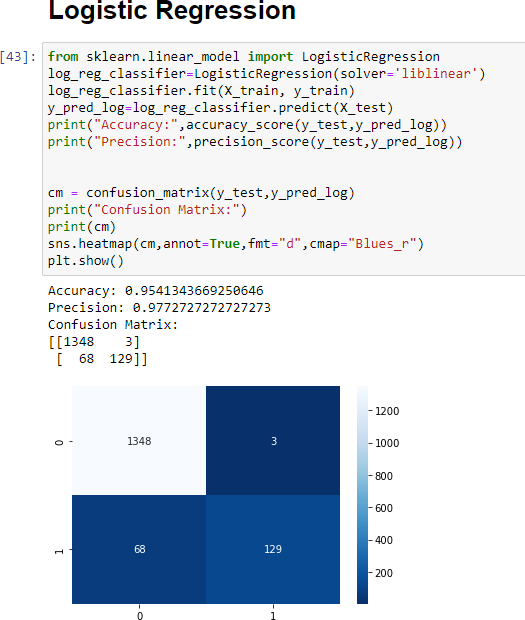 Logistic Regression
[43]: from sklearn.linear_model import LogisticRegression
log_reg_classifier=LogisticRegression(solver='liblinear')
log_reg_classifier.fit(X_train, y_train)
y_pred_log=log_reg_classifier.predict(X_test)
print("Accuracy:",accuracy_score(y_test,y_pred_log))
print("Precision:",precision_score(y_test,y_pred_log))
cm = confusion_matrix(y_test,y_pred_log)
print("Confusion Matrix:")
print(cm)
sns.heatmap(cm,annot=True,fmt="d",cmap="Blues_r")
plt.show()
Accuracy: 0.9541343669250646
Precision: 0.9772727272727273
Confusion Matrix:
[[1348    3]
 [  68  129]]
1200
0 1348 3
1000
800
600
1 68 129
400
200
0 1